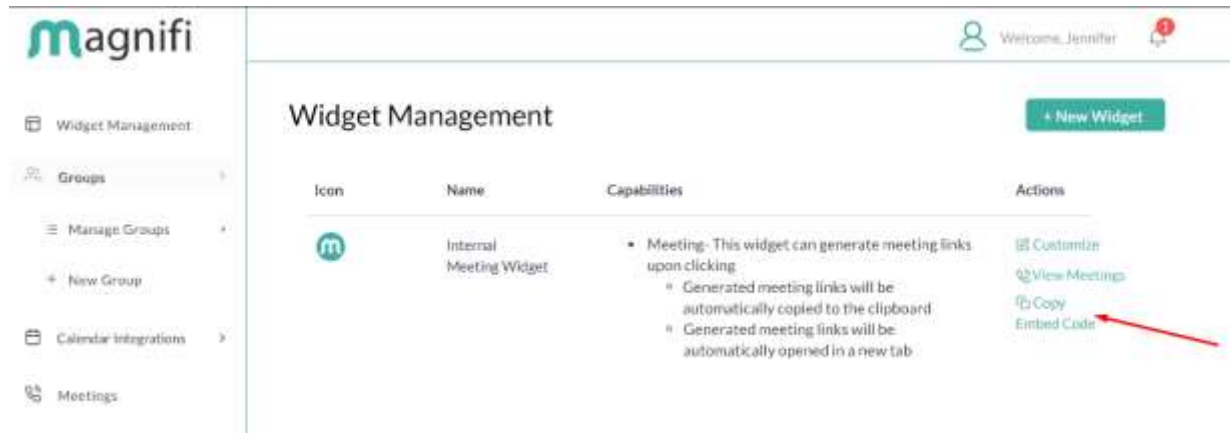 magnifi
Welcome, Jennifer
1
Widget Management
Groups
Manage Groups
+ New Group
Calendar Integrations
Meetings
Widget Management
+ New Widget
Icon
Name
Capabilities
Actions
m
Internal
Meeting Widget
• Meeting- This widget can generate meeting links
upon clicking
Generated meeting links will be
automatically copied to the clipboard
Generated meeting links will be
automatically opened in a new tab
Customize
View Meetings
Copy
Embed Code